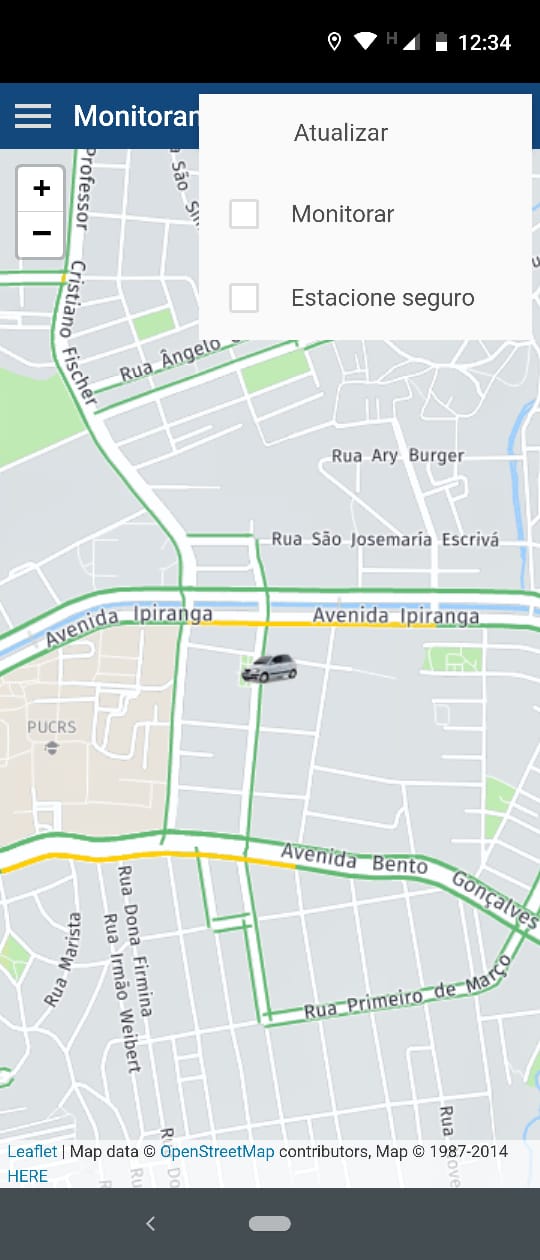 H 12:34
Monitoran
Atualizar
Monitorar
Estacione seguro
+
−
Professor
Cristiano Fischer
São
Rua Ângelo
Rua Ary Burger
Rua São Josemaría Escrivá
Avenida Ipiranga
Avenida Ipiranga
PUCRS
Avenida Bento Gonçalves
Rua Dona Firmina
Rua Irmão Weibert
Rua Marista
Rua Primeiro de Março
Rua
Leaflet | Map data © OpenStreetMap contributors, Map © 1987-2014
HERE